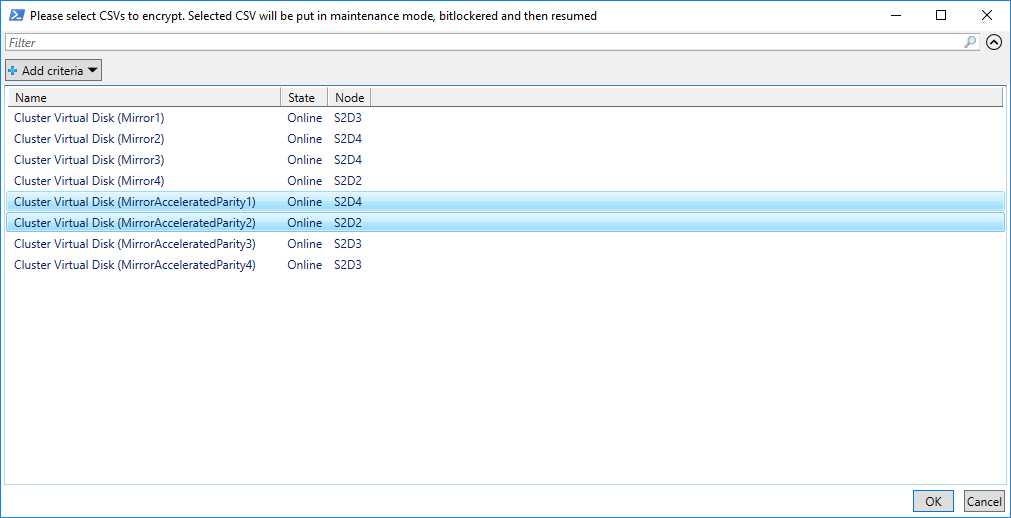 Please select CSVs to encrypt. Selected CSV will be put in maintenance mode, bitlockered and then resumed
Filter
Add criteria
Name State Node
Cluster Virtual Disk (Mirror1) Online S2D3
Cluster Virtual Disk (Mirror2) Online S2D4
Cluster Virtual Disk (Mirror3) Online S2D4
Cluster Virtual Disk (Mirror4) Online S2D2
Cluster Virtual Disk (MirrorAcceleratedParity1) Online S2D4
Cluster Virtual Disk (MirrorAcceleratedParity2) Online S2D2
Cluster Virtual Disk (MirrorAcceleratedParity3) Online S2D3
Cluster Virtual Disk (MirrorAcceleratedParity4) Online S2D3
OK Cancel